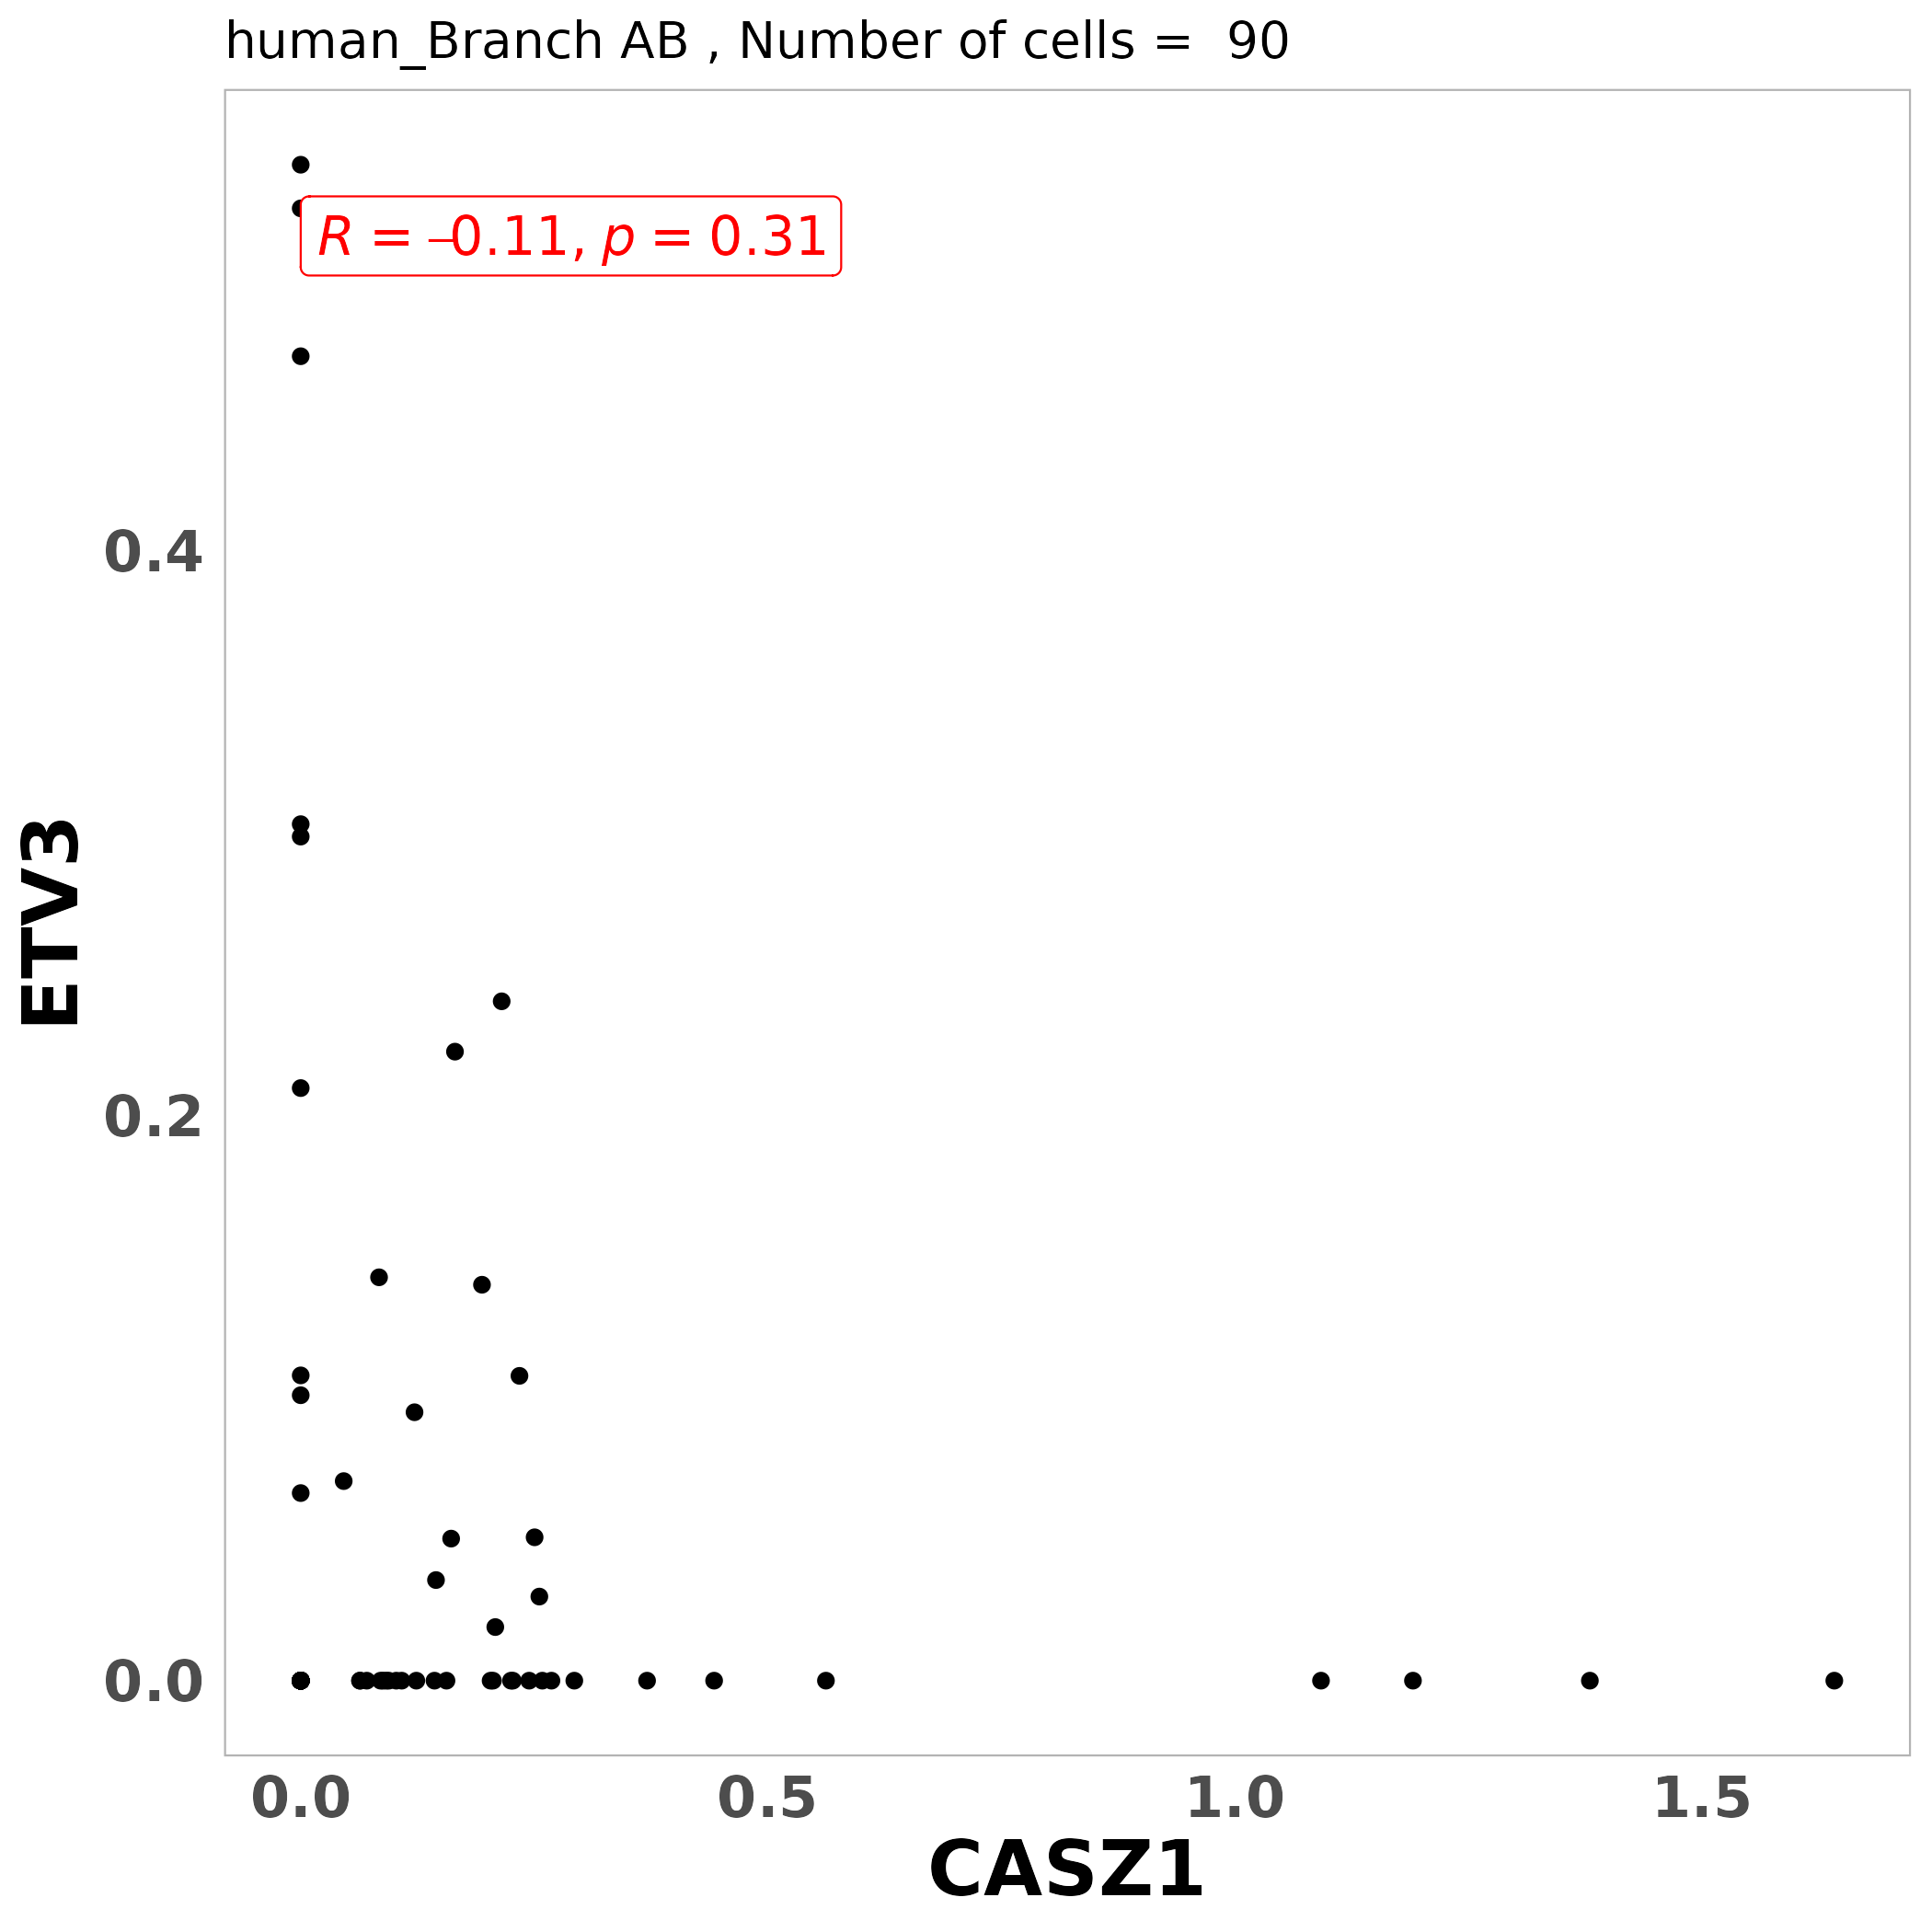 human_Branch AB , Number of cells =  90
R = –0.11, p = 0.31
ETV3
0.4
0.2
0.0
0.0 0.5 1.0 1.5
CASZ1